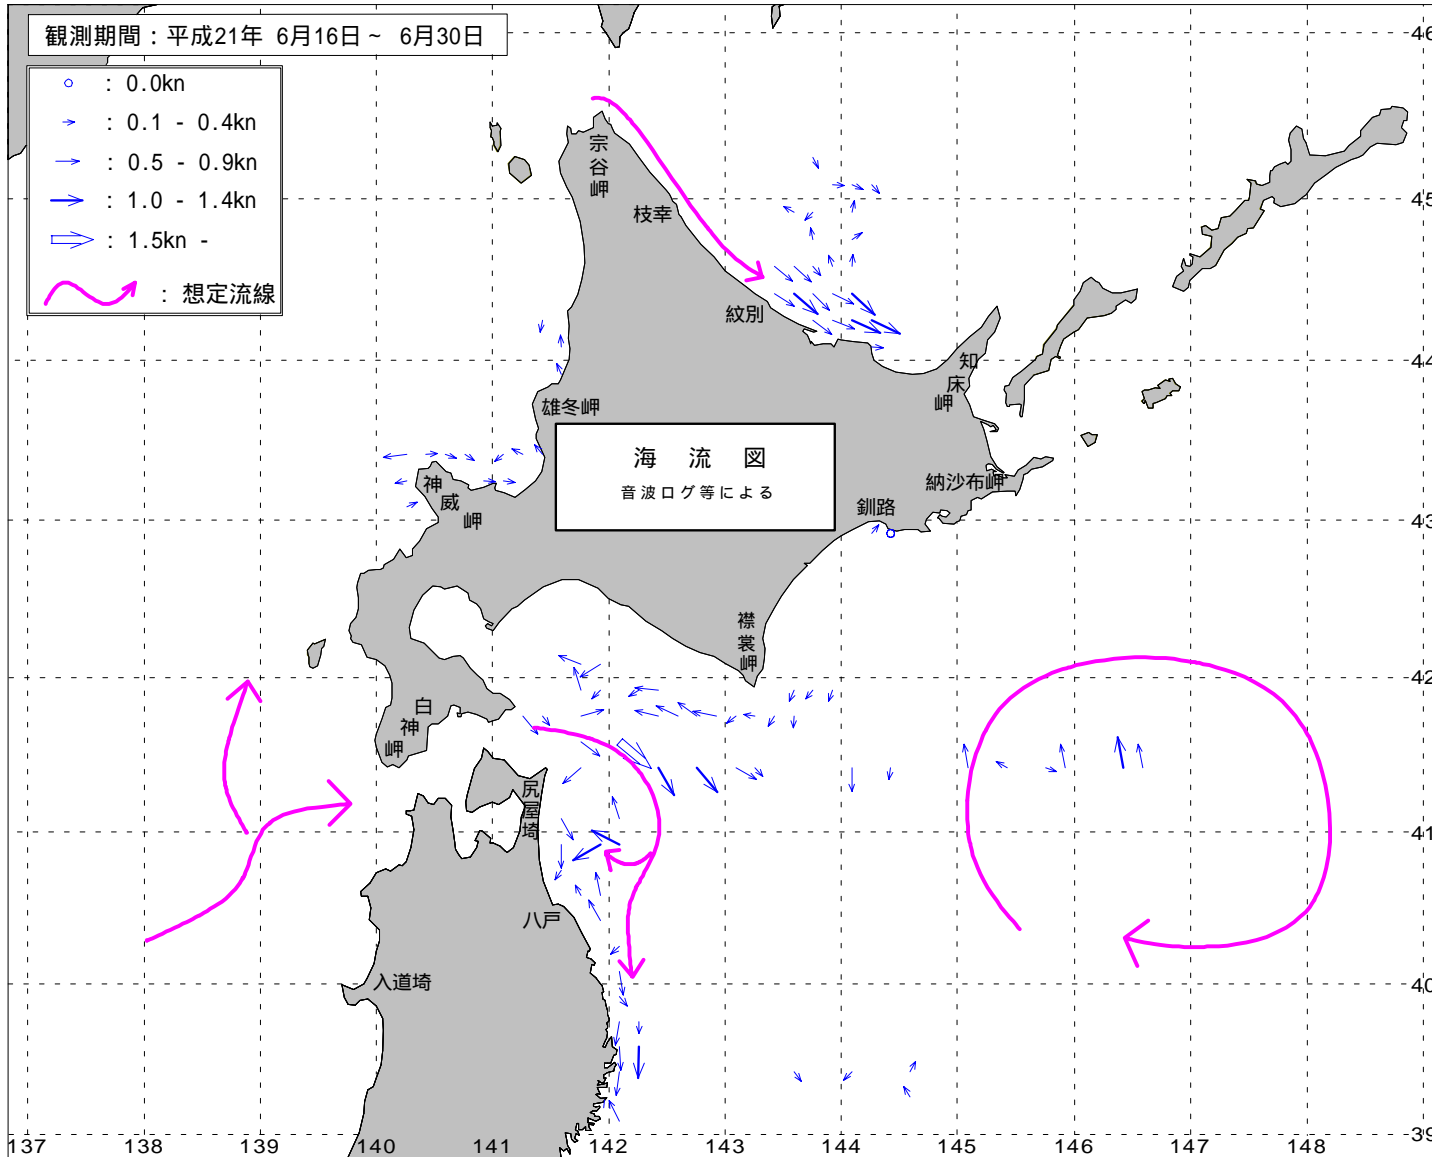 観測期間：平成21年 6月16日～ 6月30日
：0.0kn
：0.1 - 0.4kn
：0.5 - 0.9kn
：1.0 - 1.4kn
：1.5kn -
：想定流線
宗谷岬
枝幸
紋別
知床岬
雄冬岬
海流図
音波ログ等による
神威岬
納沙布岬
釧路
襟裳岬
白神岬
尻屋埼
八戸
入道埼
46
45
44
43
42
41
40
39
137
138
139
140
141
142
143
144
145
146
147
148